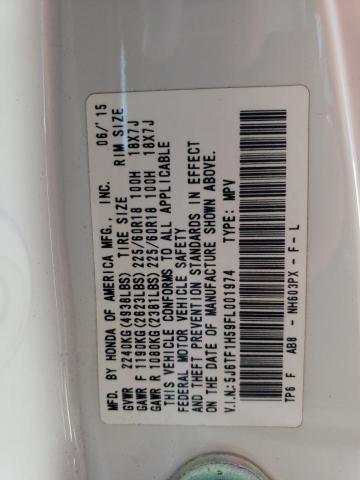 MFD. BY HONDA OF AMERICA MFG., INC. 06/'15
TIRE SIZE RIM SIZE
GVWR 2240KG(4938LBS)
GAWR F 1190KG(2623LBS) 225/60R18 100H 18X7J
GAWR R 1080KG(2381LBS) 225/60R18 100H 18X7J
THIS VEHICLE CONFORMS TO ALL APPLICABLE
FEDERAL MOTOR VEHICLE SAFETY
AND THEFT PREVENTION STANDARDS IN EFFECT
ON THE DATE OF MANUFACTURE SHOWN ABOVE.
V.I.N.: 5J6TF1H59FL001974 TYPE: MPV
TP6 F AB8 - NH603PX - F - L